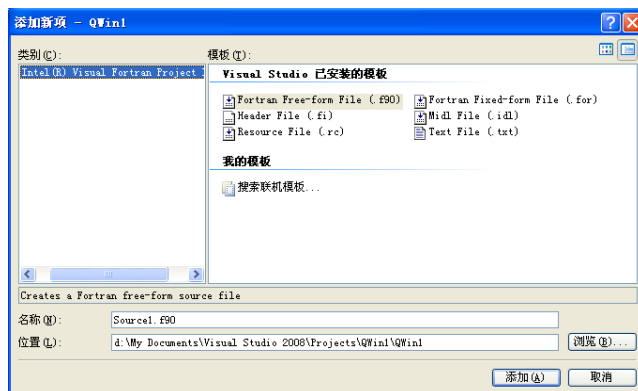 添加新项 - QWin1
类别(C): 模板(T):
Intel(R) Visual Fortran Project
Visual Studio 已安装的模板
Fortran Free-form File (.f90) Fortran Fixed-form File (.for)
Header File (.fi) Midl File (.idl)
Resource File (.rc) Text File (.txt)
我的模板
搜索联机模板...
Creates a Fortran free-form source file
名称(N): Source1.f90
位置(L): d:\My Documents\Visual Studio 2008\Projects\QWin1\QWin1 浏览(B)...
添加(A) 取消